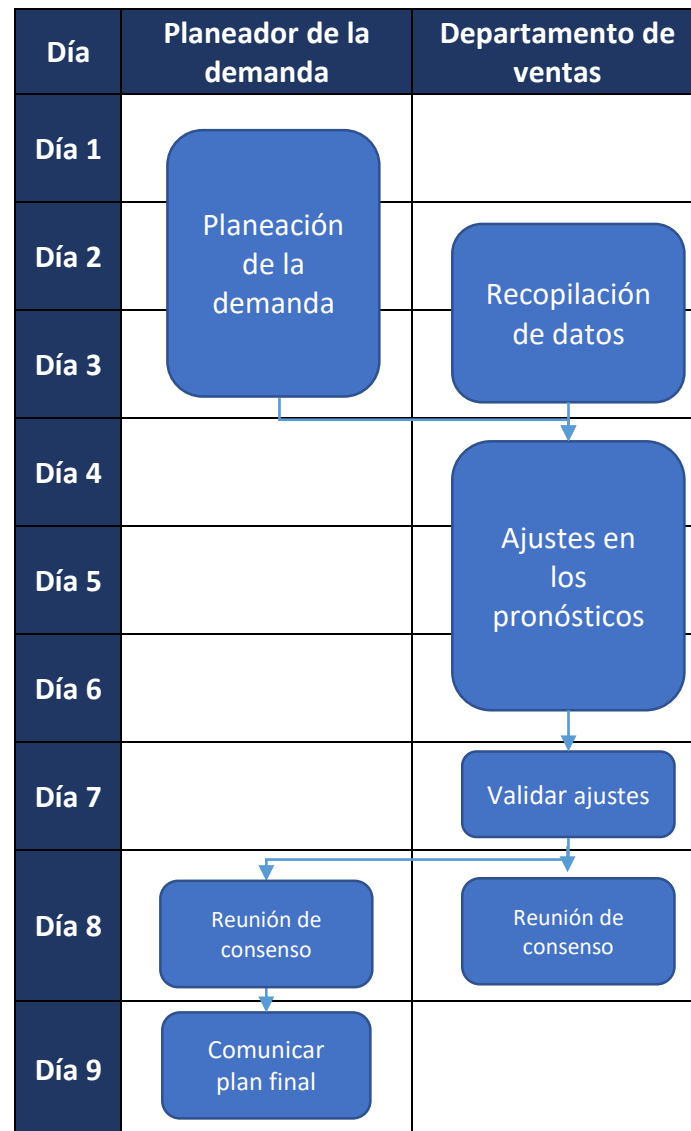 Día
Planeador de la
demanda
Departamento de
ventas
Día 1
Planeación
de la
demanda
Día 2
Recopilación
de datos
Día 3
Día 4
Ajustes en
los
pronósticos
Día 5
Día 6
Día 7
Validar ajustes
Día 8
Reunión de
consenso
Reunión de
consenso
Día 9
Comunicar
plan final